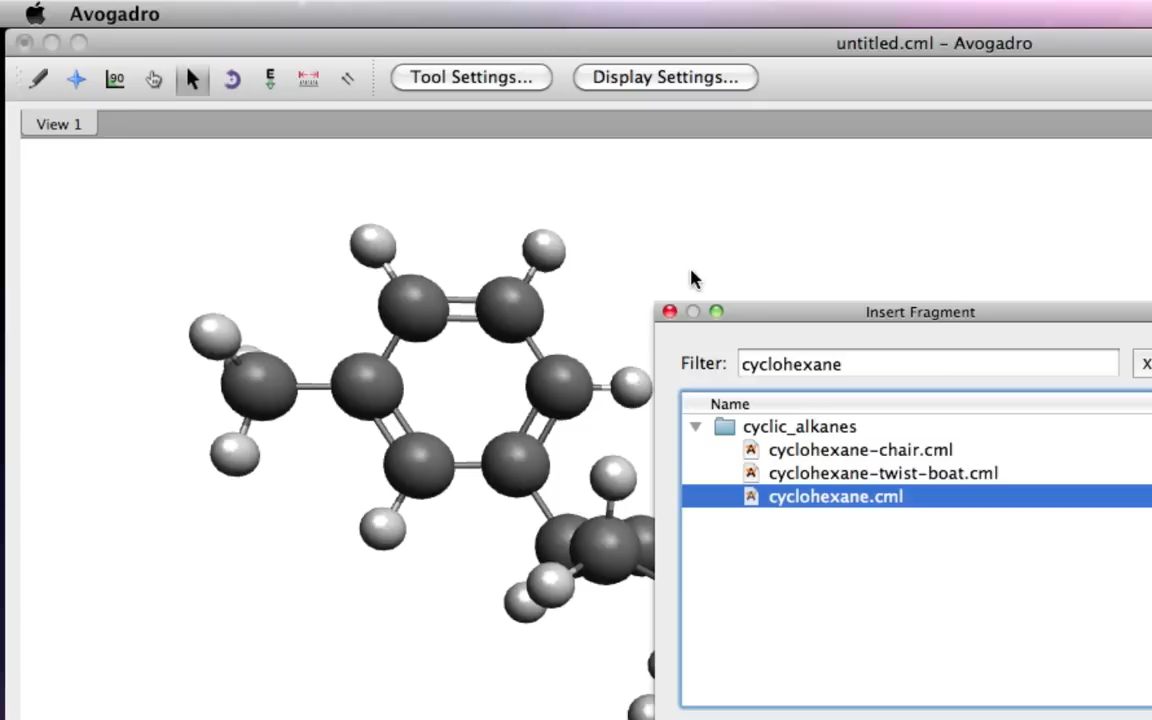 Avogadro
untitled.cml – Avogadro
90
E
Tool Settings...
Display Settings...
View 1
Insert Fragment
Filter:
cyclohexane
X
Name
cyclic_alkanes
cyclohexane-chair.cml
cyclohexane-twist-boat.cml
cyclohexane.cml